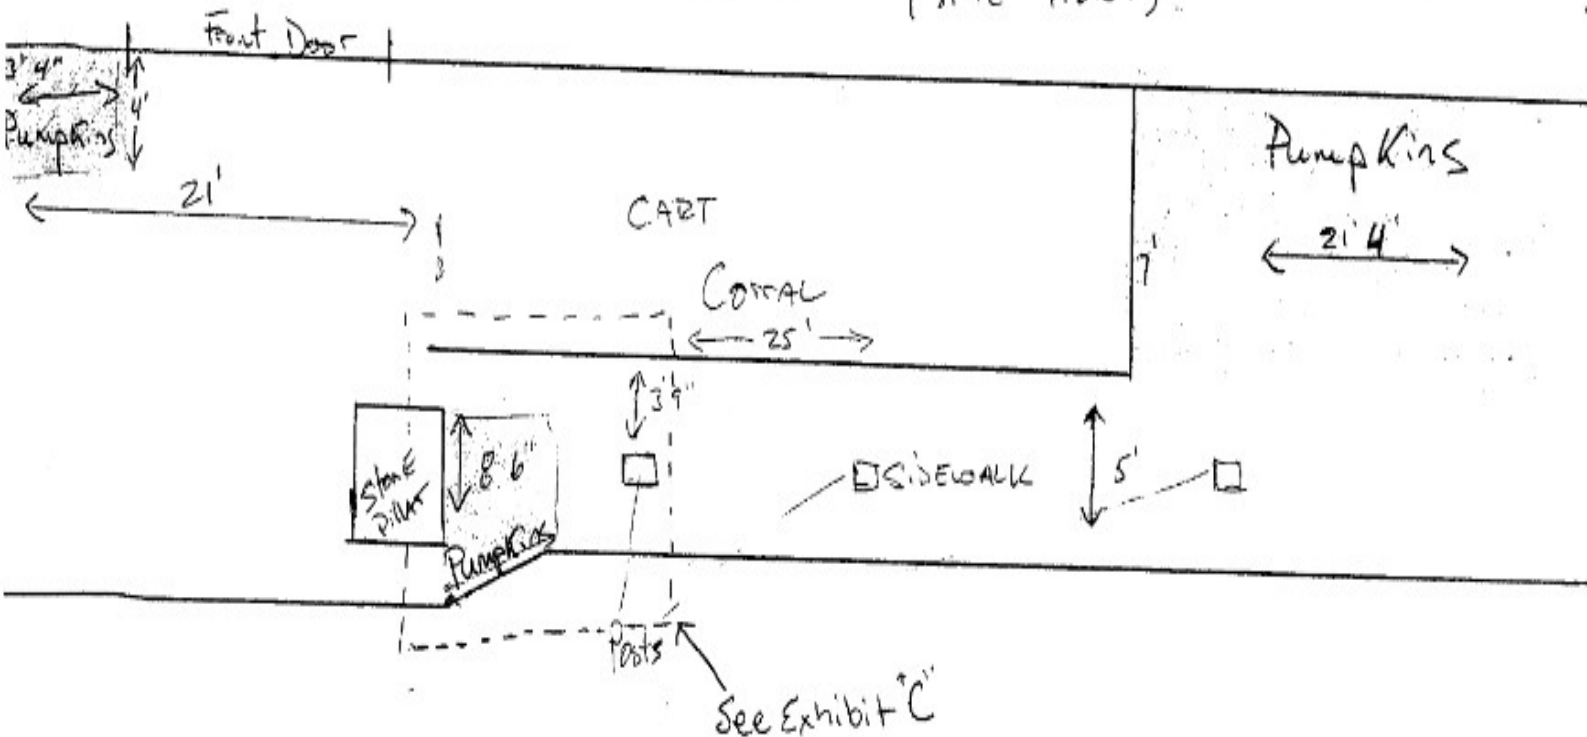 Front Door
3' 4"
4'
Pumpkins
21'
CART
CORRAL
25'
7'
Pumpkins
21' 4"
3' 9"
Stone
Pillar
8' 6"
Pumpkins
SIDEWALK
5'
Posts
See Exhibit "C"